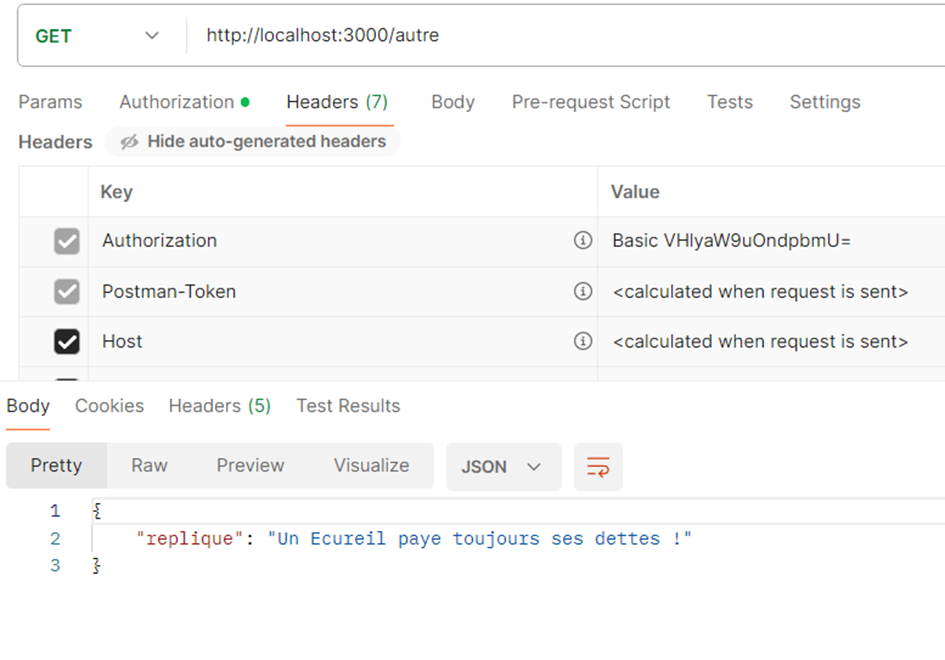 GET http://localhost:3000/autre
Params Authorization Headers (7) Body Pre-request Script Tests Settings
Headers Hide auto-generated headers
Key Value
Authorization Basic VHlyaW9uOndpbmU=
Postman-Token <calculated when request is sent>
Host <calculated when request is sent>
Body Cookies Headers (5) Test Results
Pretty Raw Preview Visualize JSON
1 {
2 "replique": "Un Ecureil paye toujours ses dettes !"
3 }